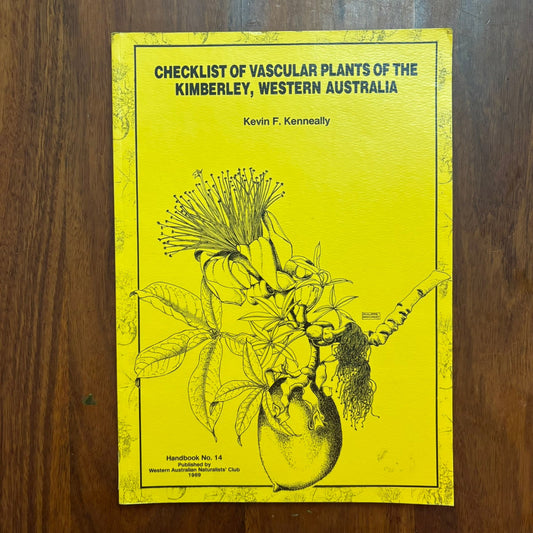 CHECKLIST OF VASCULAR PLANTS OF THE
KIMBERLEY, WESTERN AUSTRALIA
Kevin F. Kenneally
Handbook No. 14
Published by
Western Australian Naturalists' Club
1989